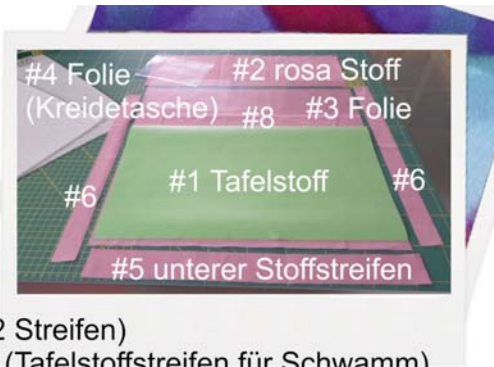 #4 Folie #2 rosa Stoff
(Kreidetasche) #8 #3 Folie
#6 #1 Tafelstoff #6
#5 unterer Stoffstreifen
2 Streifen)
(Tafelstoffstreifen für Schwamm)